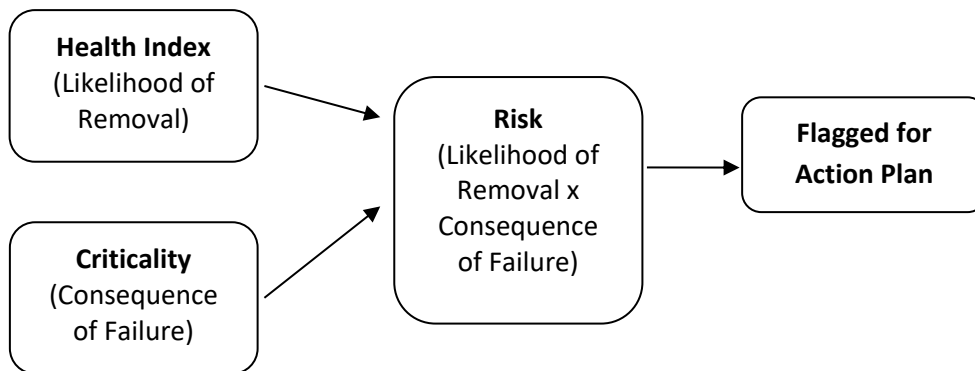 Health Index
(Likelihood of
Removal)
Criticality
(Consequence
of Failure)
Risk
(Likelihood of
Removal x
Consequence
of Failure)
Flagged for
Action Plan